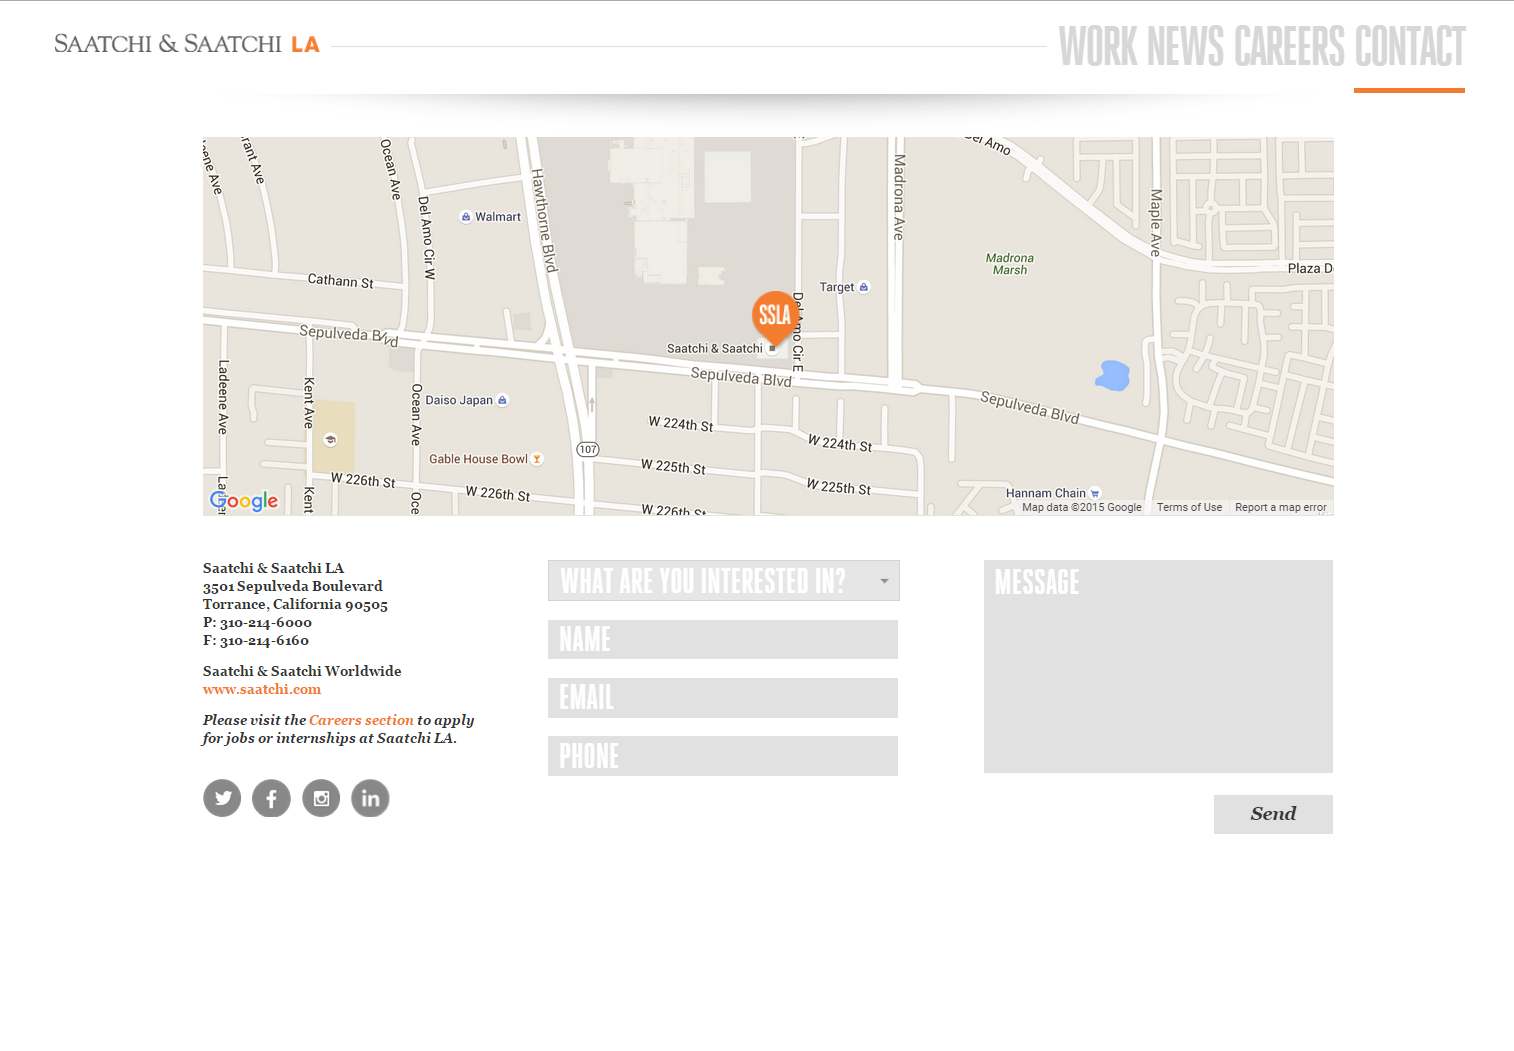 SAATCHI & SAATCHI LA
WORK NEWS CAREERS CONTACT
Ocean Ave
Del Amo Cir W
Hawthorne Blvd
Walmart
Cathann St
Sepulveda Blvd
Madrona Ave
Del Amo
Maple Ave
Madrona
Marsh
Plaza D
Target
SSLA
Del Amo Cir E
Saatchi & Saatchi
Sepulveda Blvd
Sepulveda Blvd
Ladeene Ave
Kent Ave
Ocean Ave
Daiso Japan
Gable House Bowl
107
W 224th St
W 224th St
W 225th St
W 225th St
W 226th St
W 226th St
W 226th St
Kent
Hannam Chain
Google
Map data ©2015 Google
Terms of Use
Report a map error
Saatchi & Saatchi LA
3501 Sepulveda Boulevard
Torrance, California 90505
P: 310-214-6000
F: 310-214-6160
Saatchi & Saatchi Worldwide
www.saatchi.com
Please visit the Careers section to apply
for jobs or internships at Saatchi LA.
WHAT ARE YOU INTERESTED IN?
NAME
EMAIL
PHONE
MESSAGE
Send